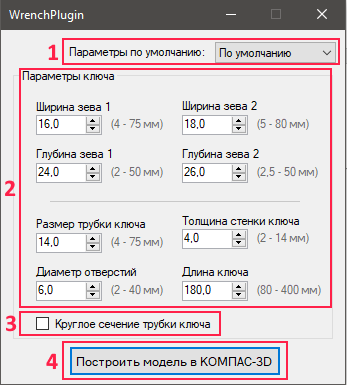 WrenchPlugin
1 Параметры по умолчанию: По умолчанию
Параметры ключа
2
Ширина зева 1 Ширина зева 2
16,0 (4 - 75 мм) 18,0 (5 - 80 мм)
Глубина зева 1 Глубина зева 2
24,0 (2 - 50 мм) 26,0 (2,5 - 50 мм)
Размер трубки ключа Толщина стенки ключа
14,0 (4 - 75 мм) 4,0 (2 - 14 мм)
Диаметр отверстий Длина ключа
6,0 (2 - 40 мм) 180,0 (80 - 400 мм)
3 Круглое сечение трубки ключа
4 Построить модель в КОМПАС-3D